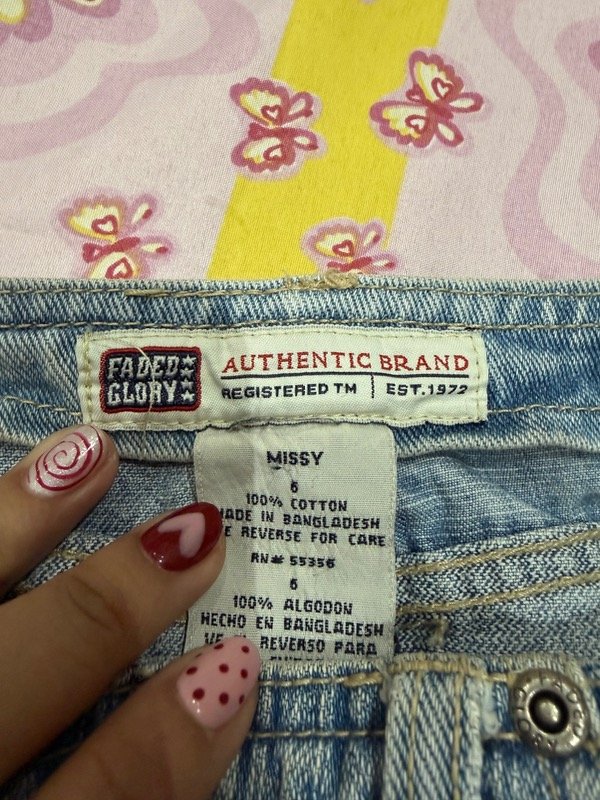 FADED
GLORY
AUTHENTIC BRAND
REGISTERED TM | EST.1972
MISSY
6
100% COTTON
MADE IN BANGLADESH
REVERSE FOR CARE
RN# 55356
6
100% ALGODON
HECHO EN BANGLADESH
REVERSO PARA